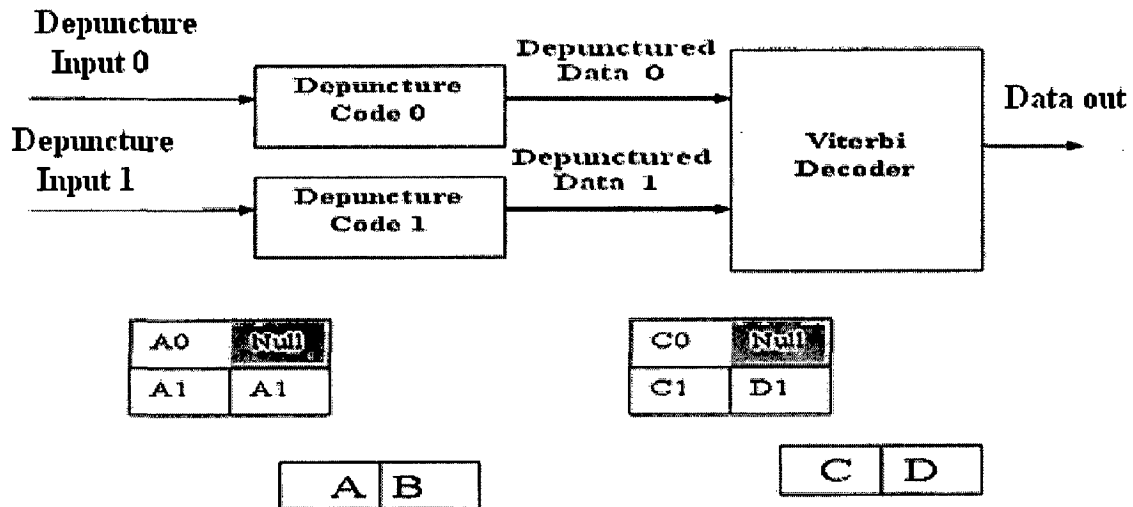 Depuncture
Input 0
Depuncture
Code 0
Depunctured
Data 0
Viterbi
Decoder
Data out
Depuncture
Input 1
Depuncture
Code 1
Depunctured
Data 1
A0 Null
A1 A1
C0 Null
C1 D1
A B
C D